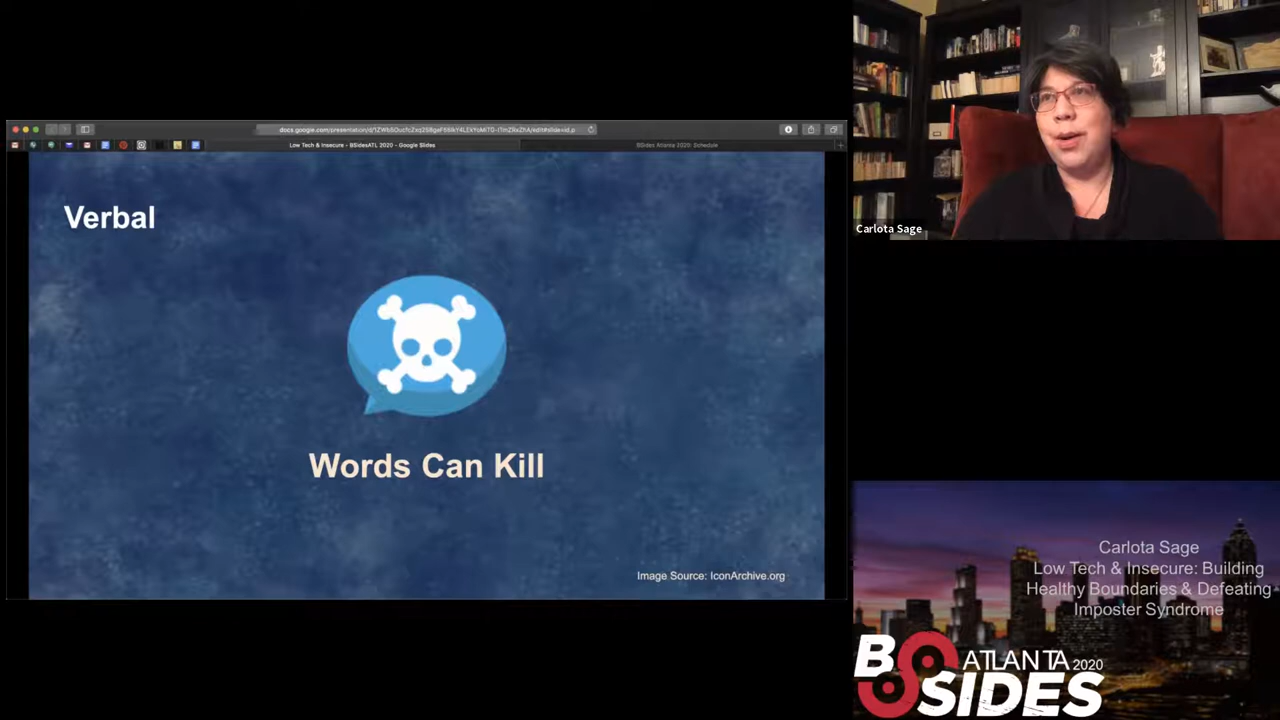 Low Tech & Insecure - BSidesATL 2020 - Google Slides
BSides Atlanta 2020: Schedule
Verbal
Words Can Kill
Image Source: IconArchive.org
Carlota Sage
Carlota Sage
Low Tech & Insecure: Building
Healthy Boundaries & Defeating
Imposter Syndrome
B SIDES
ATLANTA 2020